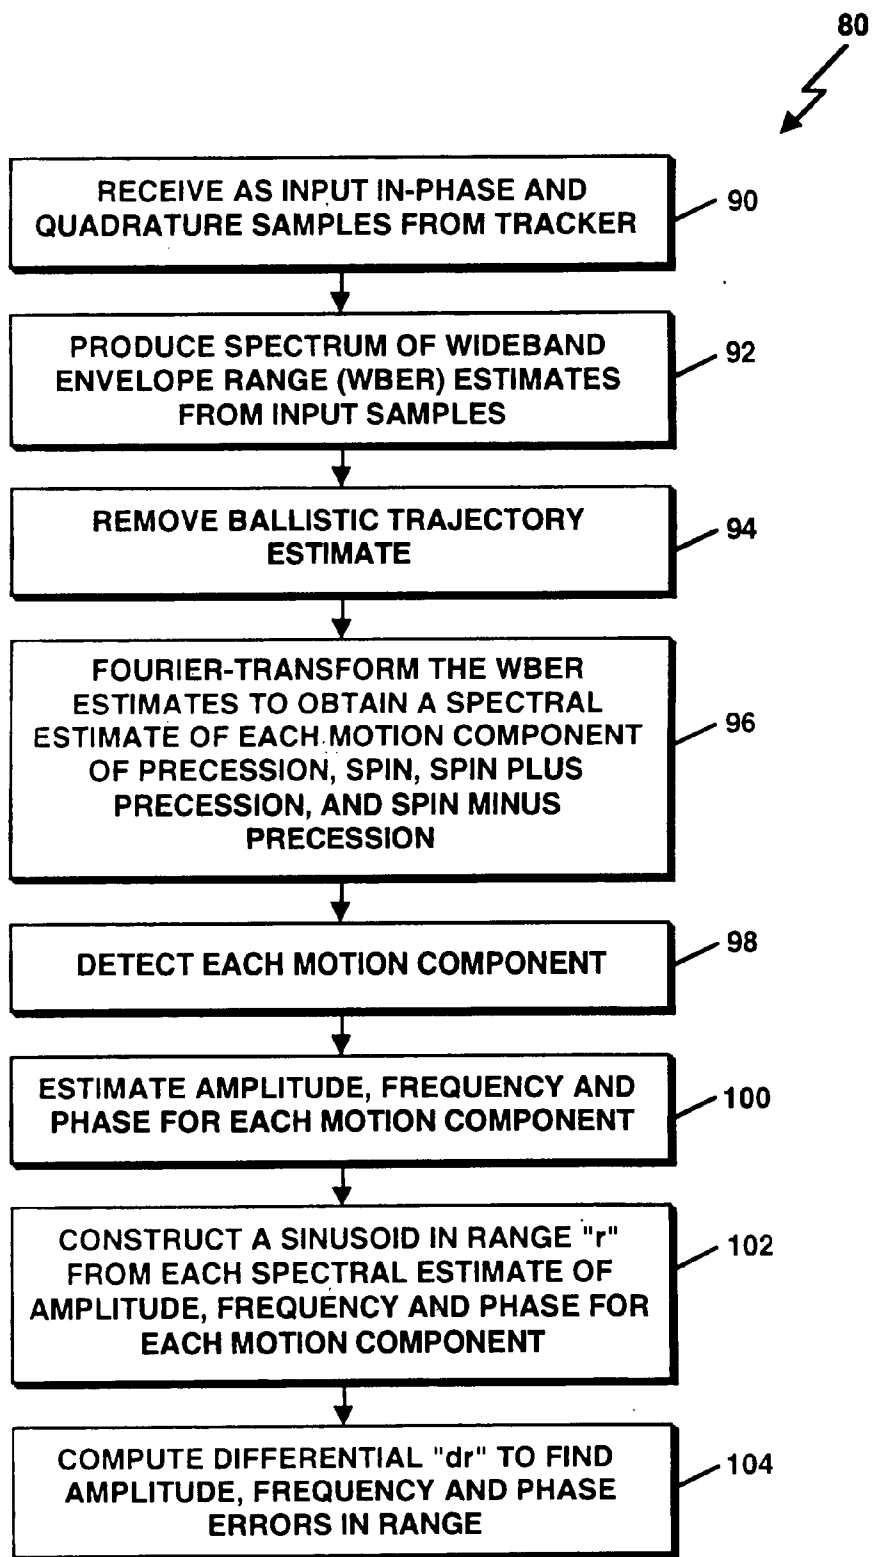 80
RECEIVE AS INPUT IN-PHASE AND
QUADRATURE SAMPLES FROM TRACKER
90
PRODUCE SPECTRUM OF WIDEBAND
ENVELOPE RANGE (WBER) ESTIMATES
FROM INPUT SAMPLES
92
REMOVE BALLISTIC TRAJECTORY
ESTIMATE
94
FOURIER-TRANSFORM THE WBER
ESTIMATES TO OBTAIN A SPECTRAL
ESTIMATE OF EACH MOTION COMPONENT
OF PRECESSION, SPIN, SPIN PLUS
PRECESSION, AND SPIN MINUS
PRECESSION
96
DETECT EACH MOTION COMPONENT
98
ESTIMATE AMPLITUDE, FREQUENCY AND
PHASE FOR EACH MOTION COMPONENT
100
CONSTRUCT A SINUSOID IN RANGE "r"
FROM EACH SPECTRAL ESTIMATE OF
AMPLITUDE, FREQUENCY AND PHASE FOR
EACH MOTION COMPONENT
102
COMPUTE DIFFERENTIAL "dr" TO FIND
AMPLITUDE, FREQUENCY AND PHASE
ERRORS IN RANGE
104